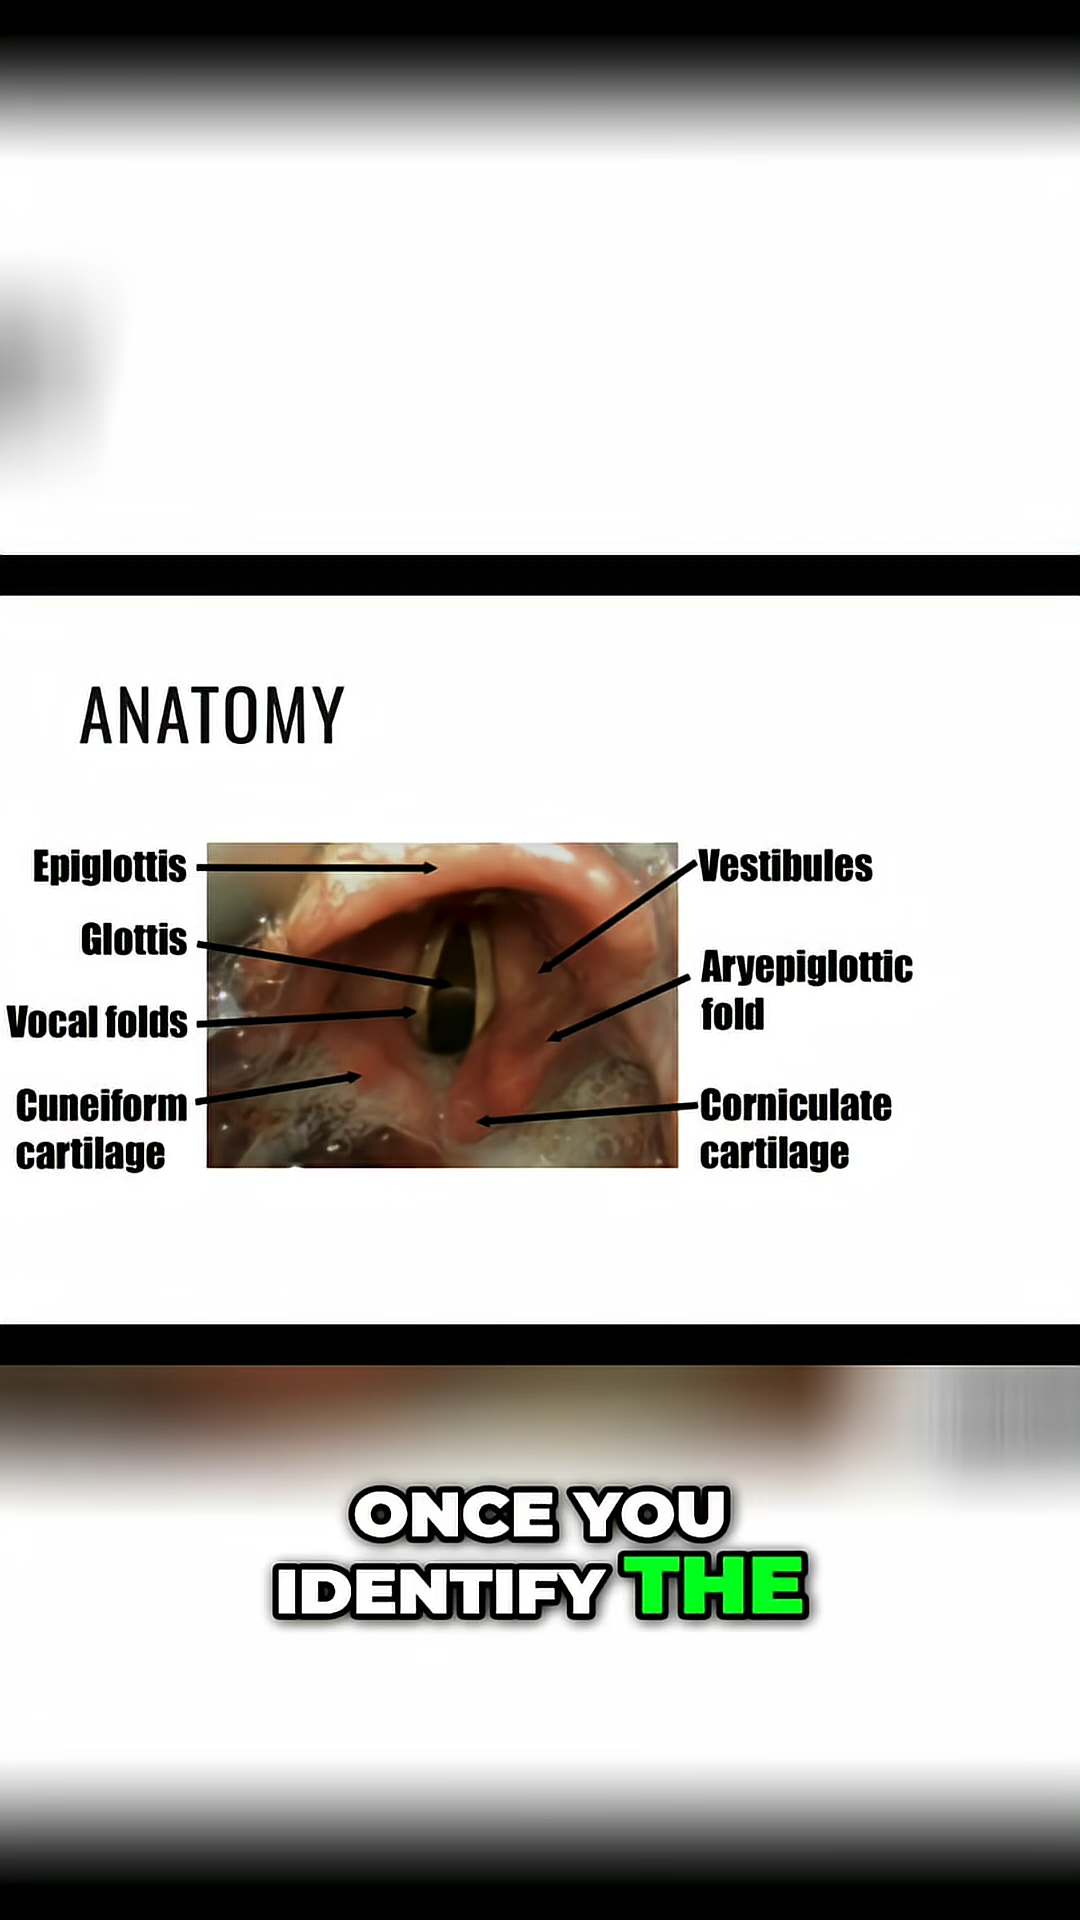 ANATOMY
Epiglottis
Glottis
Vocal folds
Cuneiform
cartilage
Vestibules
Aryepiglottic
fold
Corniculate
cartilage
ONCE YOU
IDENTIFY THE